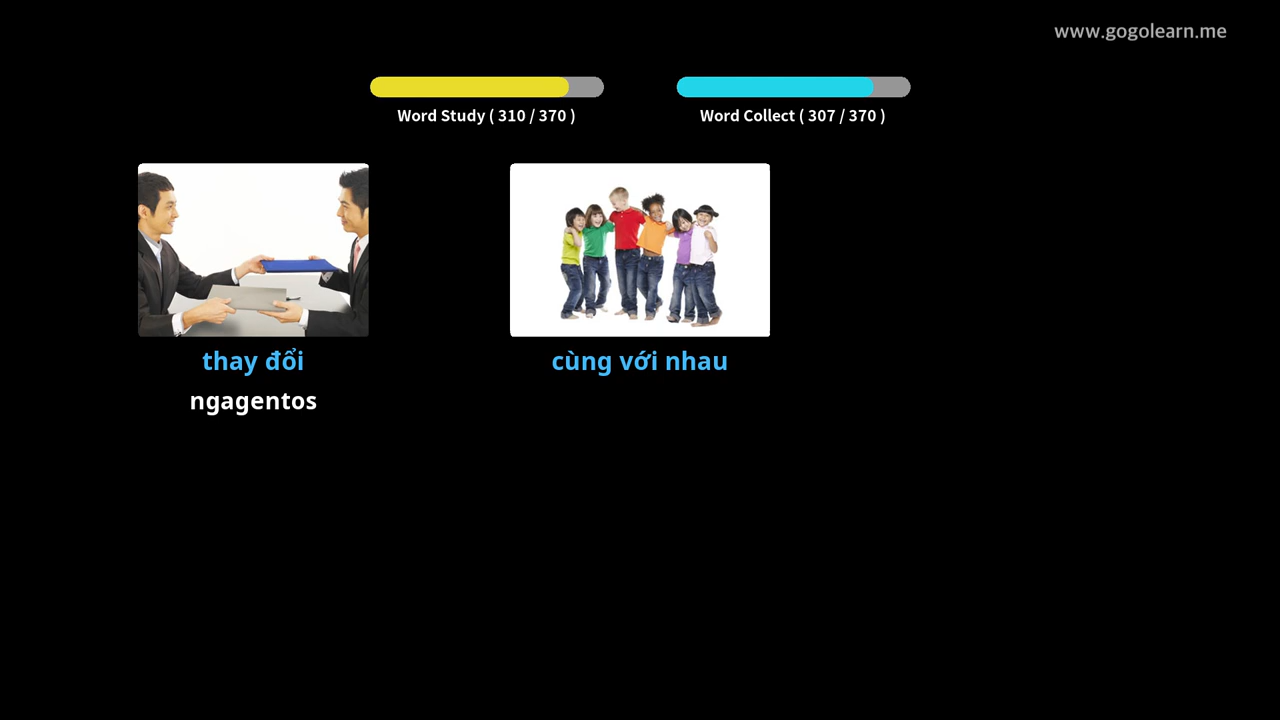 www.gogolearn.me
Word Study ( 310 / 370 )
Word Collect ( 307 / 370 )
thay đổi
cùng với nhau
ngagentos